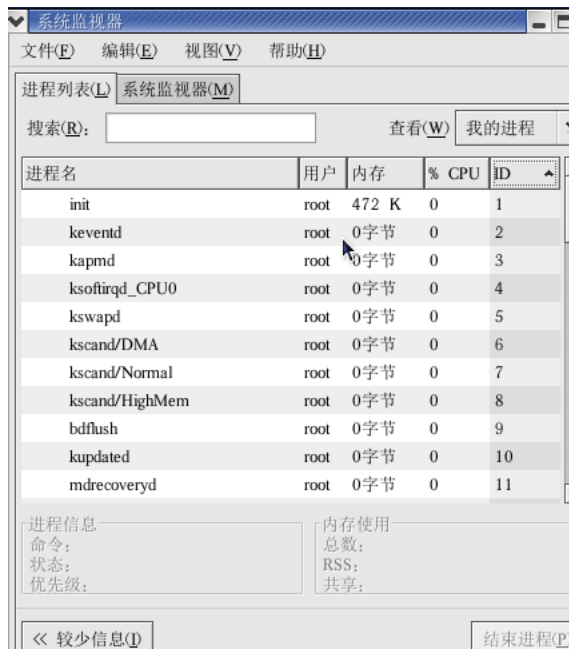 系统监视器
文件(F) 编辑(E) 视图(V) 帮助(H)
进程列表(L) 系统监视器(M)
搜索(R): 查看(W) 我的进程
进程名 用户 内存 % CPU ID
init root 472 K 0 1
keventd root 0字节 0 2
kapmd root 0字节 0 3
ksoftirqd_CPU0 root 0字节 0 4
kswapd root 0字节 0 5
kscand/DMA root 0字节 0 6
kscand/Normal root 0字节 0 7
kscand/HighMem root 0字节 0 8
bdflush root 0字节 0 9
kupdated root 0字节 0 10
mdrecoveryd root 0字节 0 11
进程信息 内存使用
命令: 总数:
状态: RSS:
优先级: 共享:
<< 较少信息(I) 结束进程(P